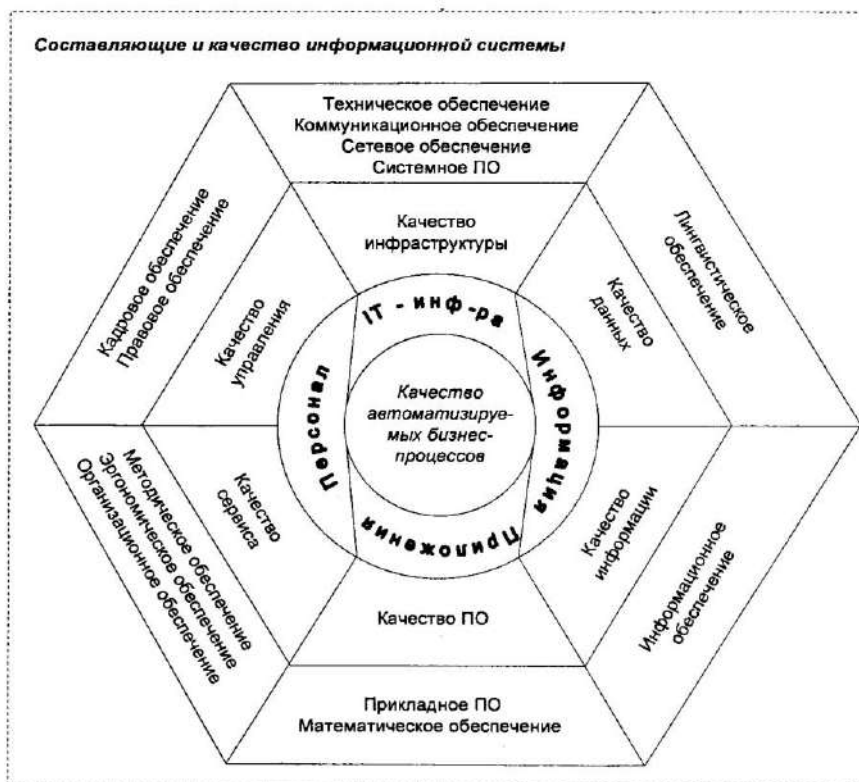 Составляющие и качество информационной системы
Техническое обеспечение
Коммуникационное обеспечение
Сетевое обеспечение
Системное ПО
Качество
инфраструктуры
Кадровое обеспечение
Правовое обеспечение
Качество
управления
Лингвистическое
обеспечение
Качество
данных
IT - инф-ра
Персонал
Информация
Приложения
Качество
автоматизируе-
мых бизнес-
процессов
Методическое обеспечение
Эргономическое обеспечение
Организационное обеспечение
Качество
сервиса
Качество
информации
Информационное
обеспечение
Качество ПО
Прикладное ПО
Математическое обеспечение